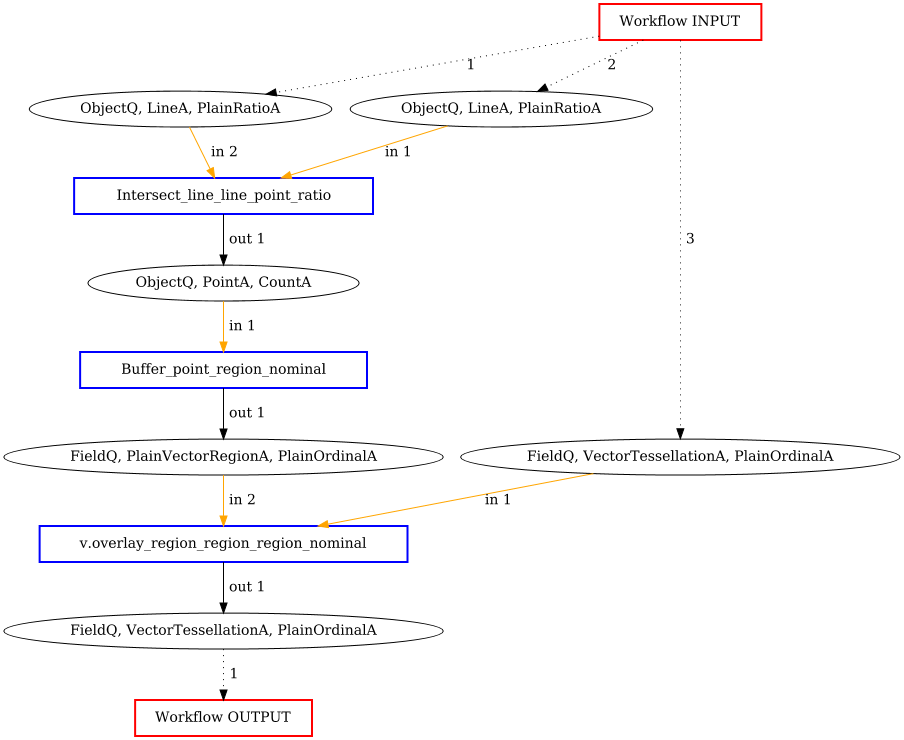 Workflow INPUT
1
2
ObjectQ, LineA, PlainRatioA
ObjectQ, LineA, PlainRatioA
in 2
in 1
Intersect_line_line_point_ratio
out 1
3
ObjectQ, PointA, CountA
in 1
Buffer_point_region_nominal
out 1
FieldQ, PlainVectorRegionA, PlainOrdinalA
FieldQ, VectorTessellationA, PlainOrdinalA
in 2
in 1
v.overlay_region_region_region_nominal
out 1
FieldQ, VectorTessellationA, PlainOrdinalA
1
Workflow OUTPUT